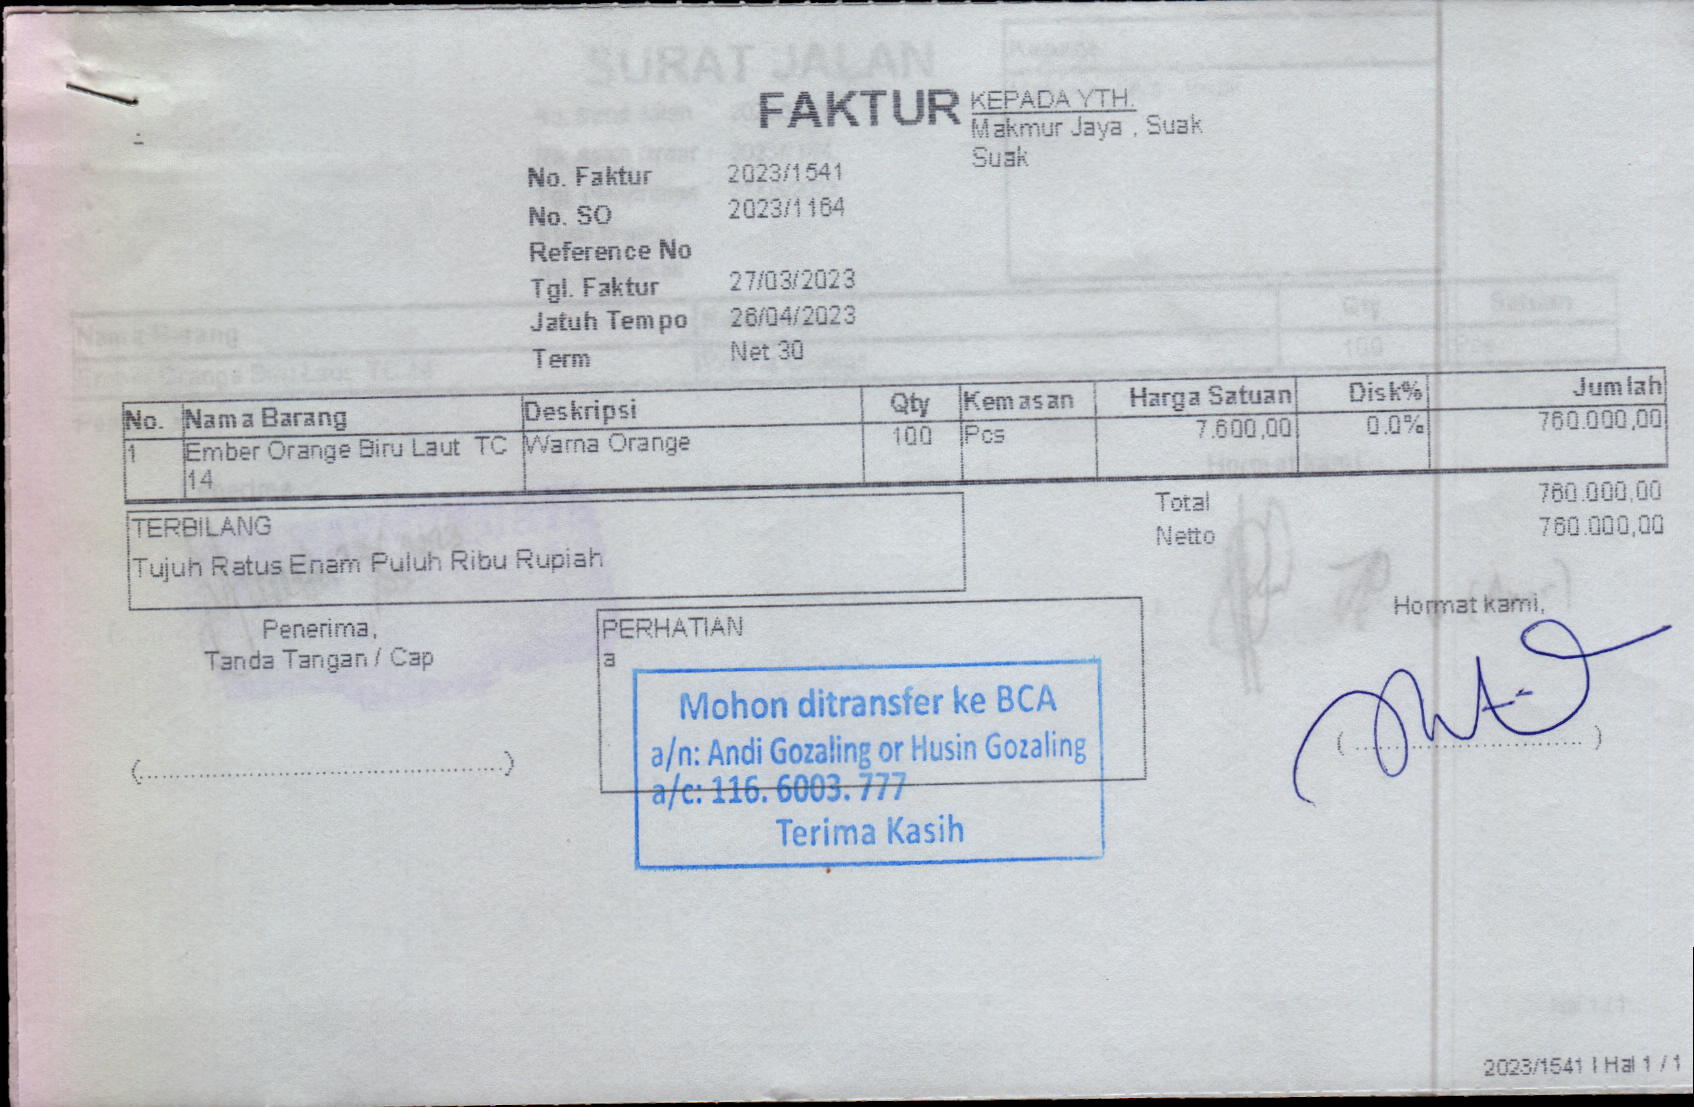 SURAT JALAN
FAKTUR
KEPADA YTH.
Makmur Jaya , Suak
Suak
No. Faktur 2023/1541
No. SO 2023/1164
Reference No
Tgl. Faktur 27/03/2023
Jatuh Tempo 26/04/2023
Term Net 30
No. Nama Barang Deskripsi Qty Kemasan Harga Satuan Disk% Jumlah
1 Ember Orange Biru Laut TC Warna Orange 100 Pcs 7.600,00 0.0% 760.000,00
14
Total 760.000,00
Netto 760.000,00
TERBILANG
Tujuh Ratus Enam Puluh Ribu Rupiah
Penerima,
Tanda Tangan / Cap
(................................................)
PERHATIAN
a
Mohon ditransfer ke BCA
a/n: Andi Gozaling or Husin Gozaling
a/c: 116. 6003. 777
Terima Kasih
Hormat kami,
( ................................ )
2023/1541 | Hal 1 / 1